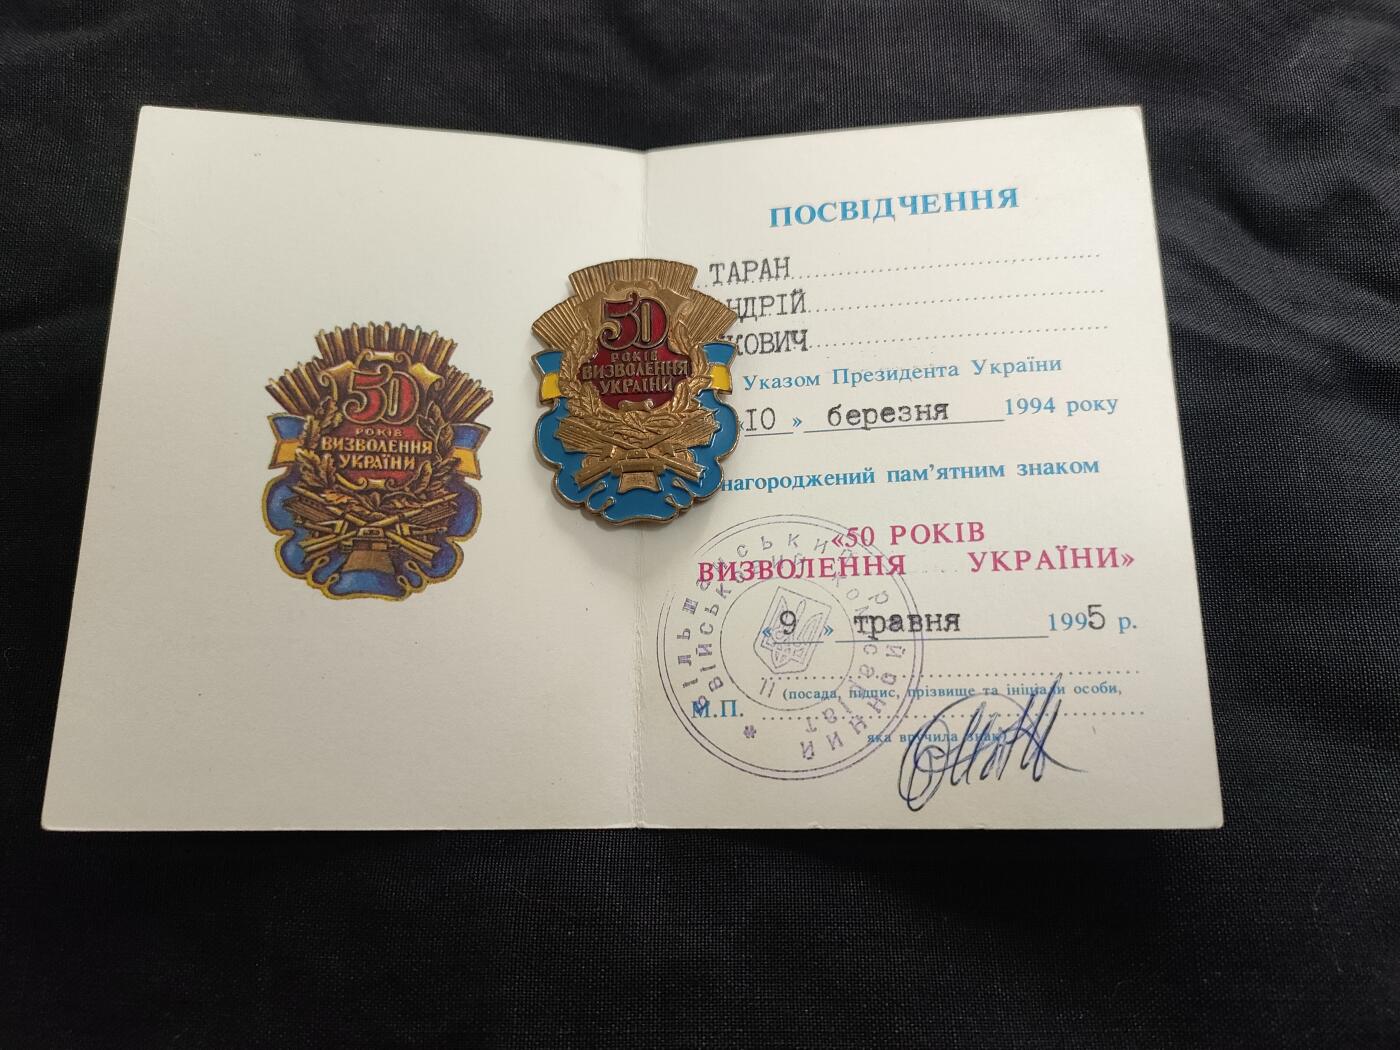 50
РОКІВ
ВИЗВОЛЕННЯ
УКРАЇНИ
50
РОКІВ
ВИЗВОЛЕННЯ
УКРАЇНИ
ПОСВІДЧЕННЯ
ТАРАН
НДРІЙ
КОВИЧ
Указом Президента України
«10» березня 1994 року
нагороджений пам’ятним знаком
«50 РОКІВ
ВИЗВОЛЕННЯ УКРАЇНИ»
«9» травня 1995 р.
(посада, підпис, прізвище та ініціали особи,
М.П.
яка вручила знак)
військовий комісаріат